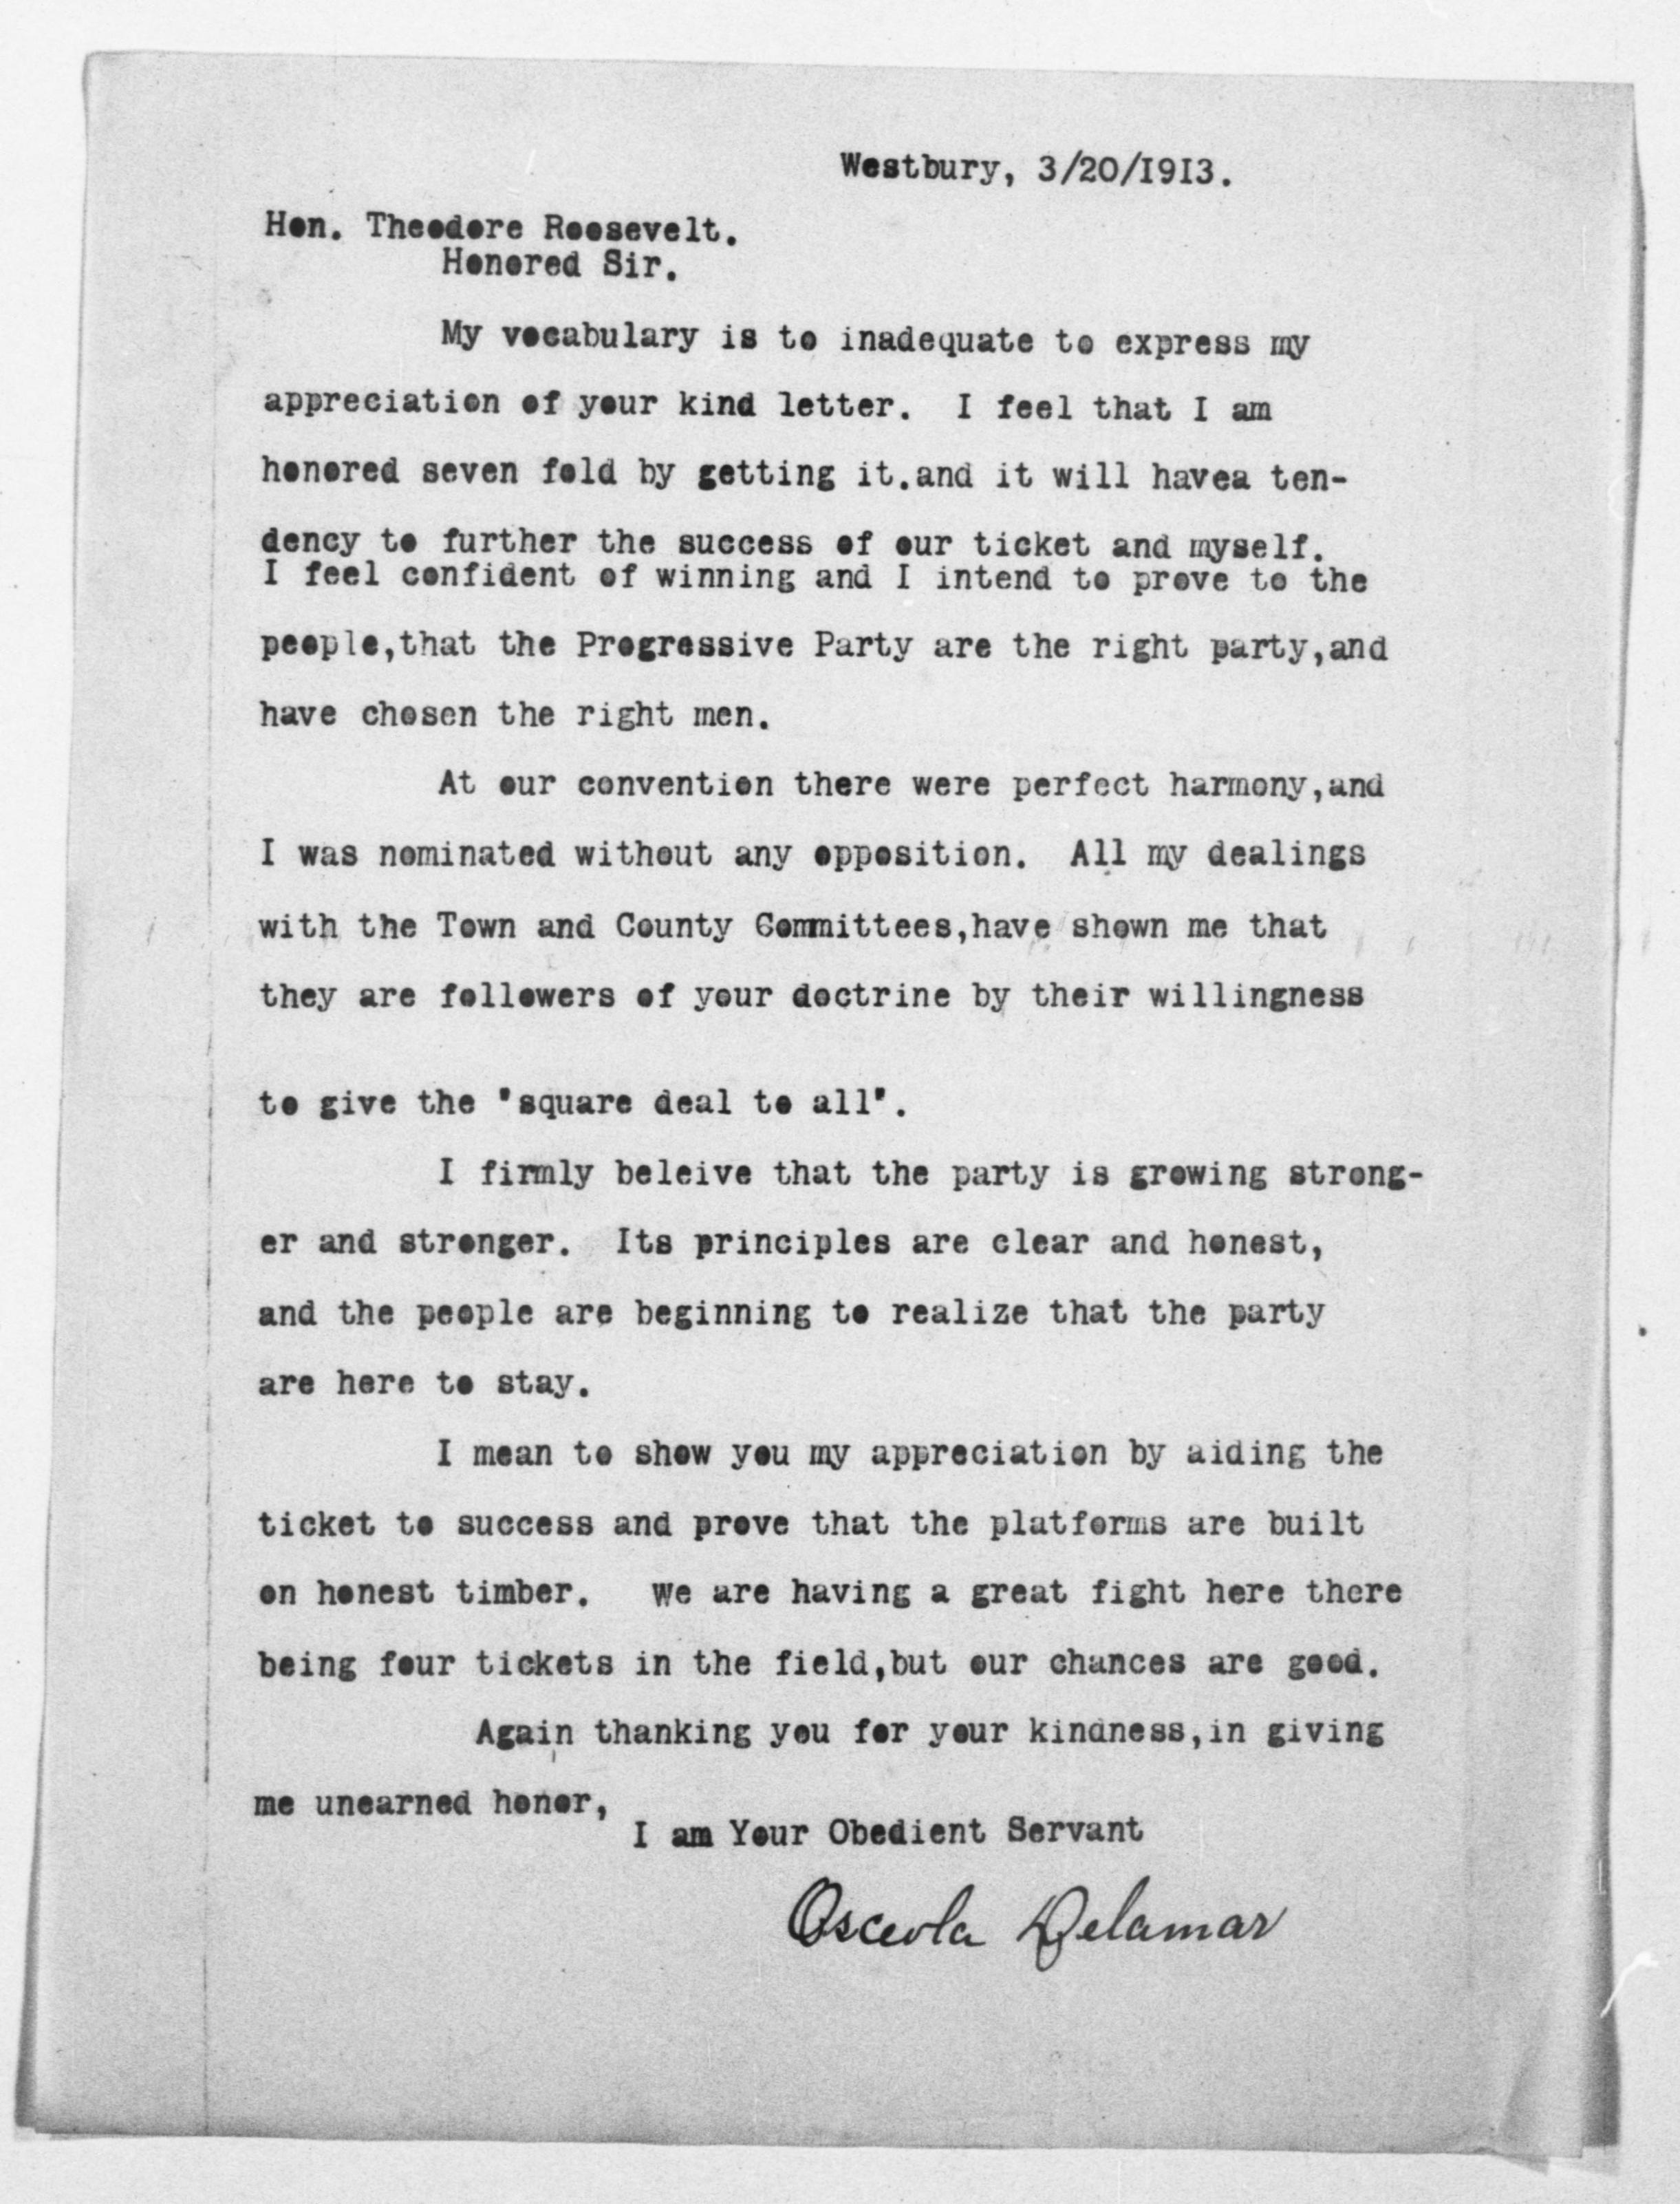 Westbury, 3/20/I9I3.
Hon. Theodore Roosevelt.
Honored Sir.
My vocabulary is to inadequate to express my
appreciation of your kind letter. I feel that I am
honored seven fold by getting it.and it will havea ten-
dency to further the success of our ticket and myself.
I feel confident of winning and I intend to prove to the
people,that the Progressive Party are the right party,and
have chosen the right men.
At our convention there were perfect harmony,and
I was nominated without any opposition. All my dealings
with the Town and County Committees,have shown me that
they are followers of your doctrine by their willingness
to give the "square deal to all".
I firmly beleive that the party is growing strong-
er and stronger. Its principles are clear and honest,
and the people are beginning to realize that the party
are here to stay.
I mean to show you my appreciation by aiding the
ticket to success and prove that the platforms are built
on honest timber. We are having a great fight here there
being four tickets in the field,but our chances are good.
Again thanking you for your kindness,in giving
me unearned honor,
I am Your Obedient Servant
Osceola Delamar